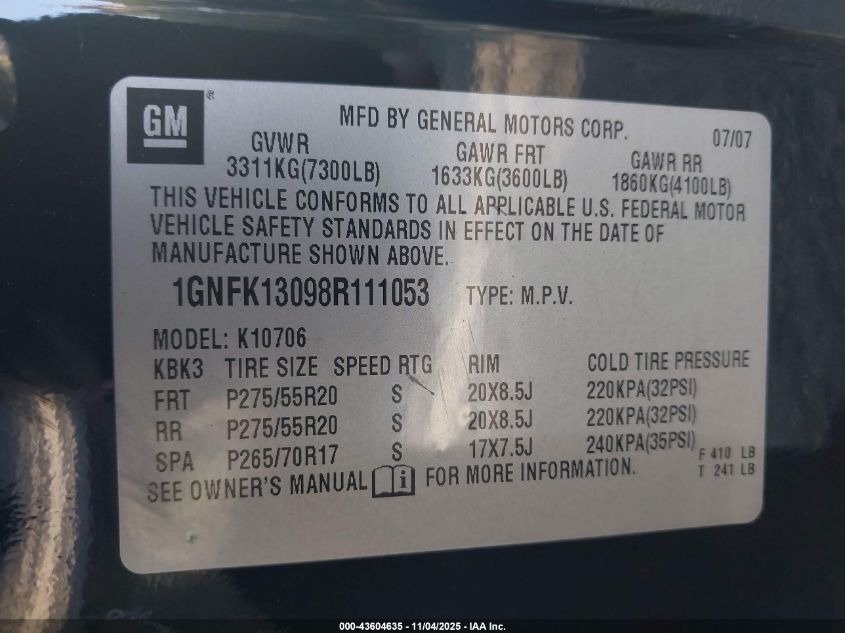 GM ®
MFD BY GENERAL MOTORS CORP. 07/07
GVWR GAWR FRT GAWR RR
3311KG(7300LB) 1633KG(3600LB) 1860KG(4100LB)
THIS VEHICLE CONFORMS TO ALL APPLICABLE U.S. FEDERAL MOTOR
VEHICLE SAFETY STANDARDS IN EFFECT ON THE DATE OF
MANUFACTURE SHOWN ABOVE.
1GNFK13098R111053 TYPE: M.P.V.
MODEL: K10706
KBK3 TIRE SIZE SPEED RTG RIM COLD TIRE PRESSURE
FRT P275/55R20 S 20X8.5J 220KPA(32PSI)
RR P275/55R20 S 20X8.5J 220KPA(32PSI)
SPA P265/70R17 S 17X7.5J 240KPA(35PSI) F 410 LB
T 241 LB
SEE OWNER'S MANUAL i FOR MORE INFORMATION.
000-43604635 - 11/04/2025 - IAA Inc.